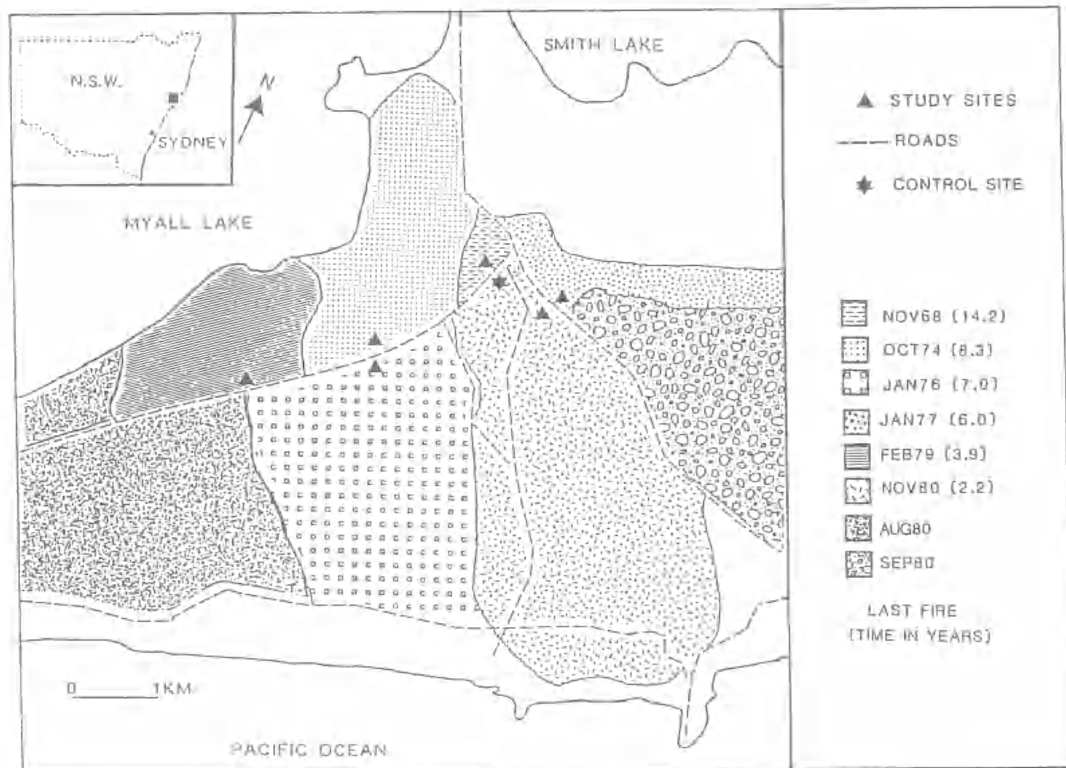 N.S.W.
SYDNEY
N
SMITH LAKE
MYALL LAKE
0 1KM
PACIFIC OCEAN
STUDY SITES
ROADS
CONTROL SITE
NOV68 (14.2)
OCT74 (8.3)
JAN76 (7.0)
JAN77 (6.0)
FEB79 (3.9)
NOV80 (2.2)
AUG80
SEP80
LAST FIRE
(TIME IN YEARS)